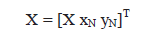 X = [X x_N y_N]^T